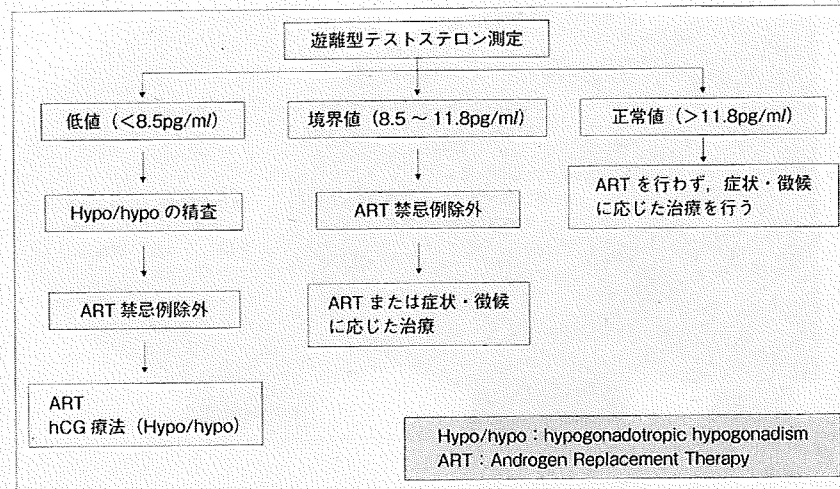 遊離型テストステロン測定
低値（<8.5pg/ml）
境界値（8.5 ～ 11.8pg/ml）
正常値（>11.8pg/ml）
Hypo/hypo の精査
ART 禁忌例除外
ART を行わず，症状・徴候
に応じた治療を行う
ART 禁忌例除外
ART または症状・徴候
に応じた治療
ART
hCG 療法（Hypo/hypo）
Hypo/hypo：hypogonadotropic hypogonadism
ART：Androgen Replacement Therapy